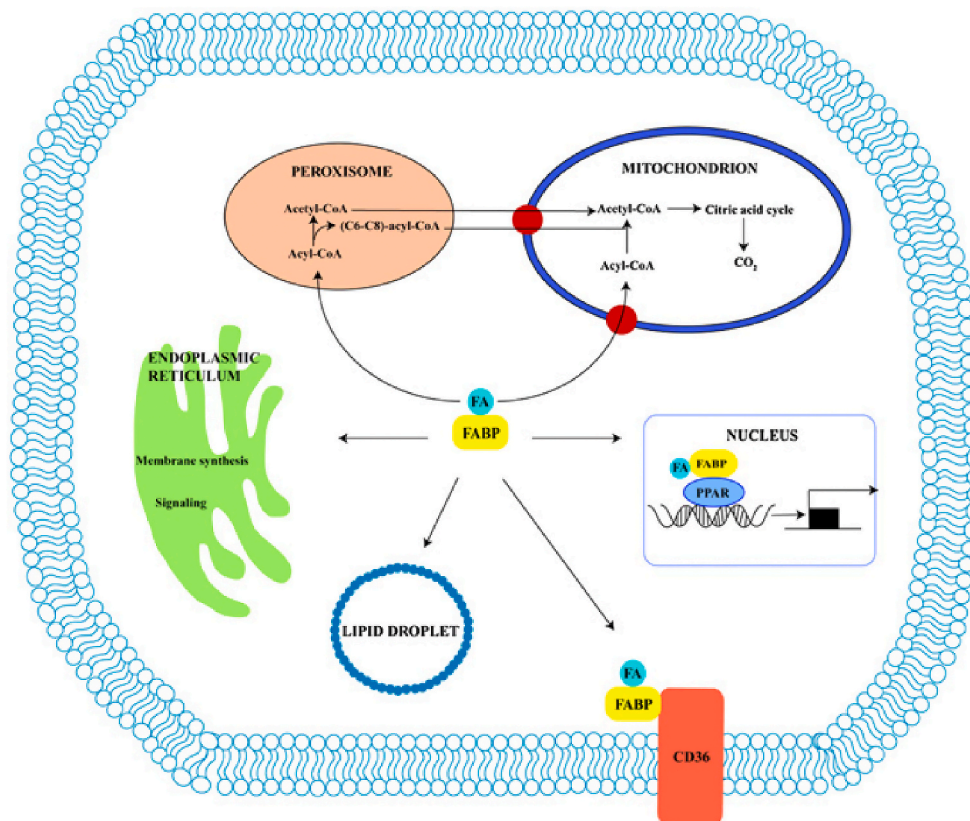 PEROXISOME
Acetyl-CoA
(C6-C8)-acyl-CoA
Acyl-CoA
MITOCHONDRION
Acetyl-CoA
Citric acid cycle
Acyl-CoA
CO₂
ENDOPLASMIC
RETICULUM
Membrane synthesis
Signaling
FA
FABP
NUCLEUS
FA
FABP
PPAR
LIPID DROPLET
FA
FABP
CD36